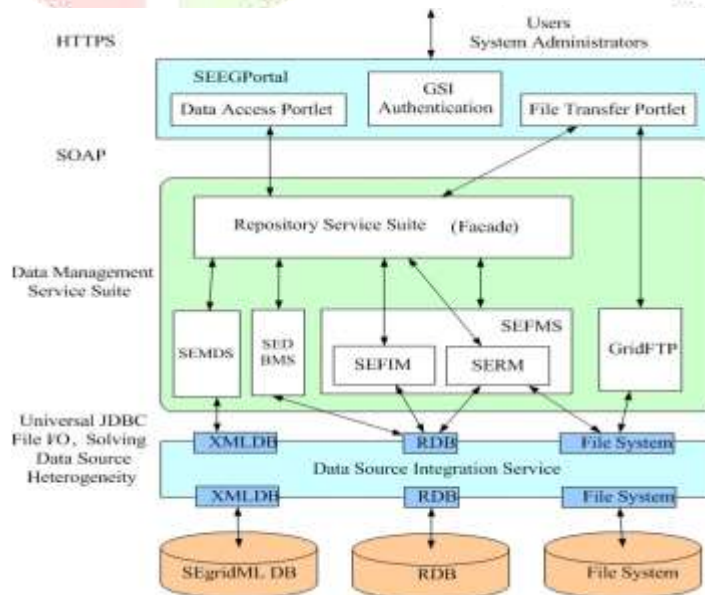 Users
HTTPS
System Administrators
SEEGPortal
Data Access Portlet
GSI
Authentication
File Transfer Portlet
SOAP
Repository Service Suite (Facade)
Data Management
Service Suite
SEMDS
SED
BMS
SEFMS
SEFIM
SERM
GridFTP
Universal JDBC
File I/O, Solving
Data Source
Heterogeneity
XMLDB
RDB
File System
Data Source Integration Service
XMLDB
RDB
File System
SEgridML DB
RDB
File System